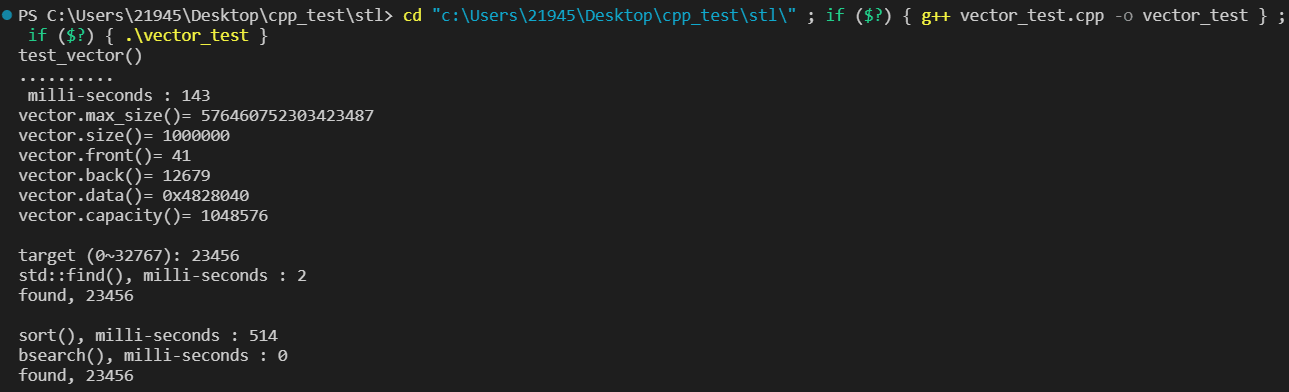 PS C:\Users\21945\Desktop\cpp_test\stl> cd "c:\Users\21945\Desktop\cpp_test\stl\" ; if ($?) { g++ vector_test.cpp -o vector_test } ;
if ($?) { .\vector_test }
test_vector()
..........
milli-seconds : 143
vector.max_size()= 576460752303423487
vector.size()= 1000000
vector.front()= 41
vector.back()= 12679
vector.data()= 0x4828040
vector.capacity()= 1048576

target (0~32767): 23456
std::find(), milli-seconds : 2
found, 23456

sort(), milli-seconds : 514
bsearch(), milli-seconds : 0
found, 23456